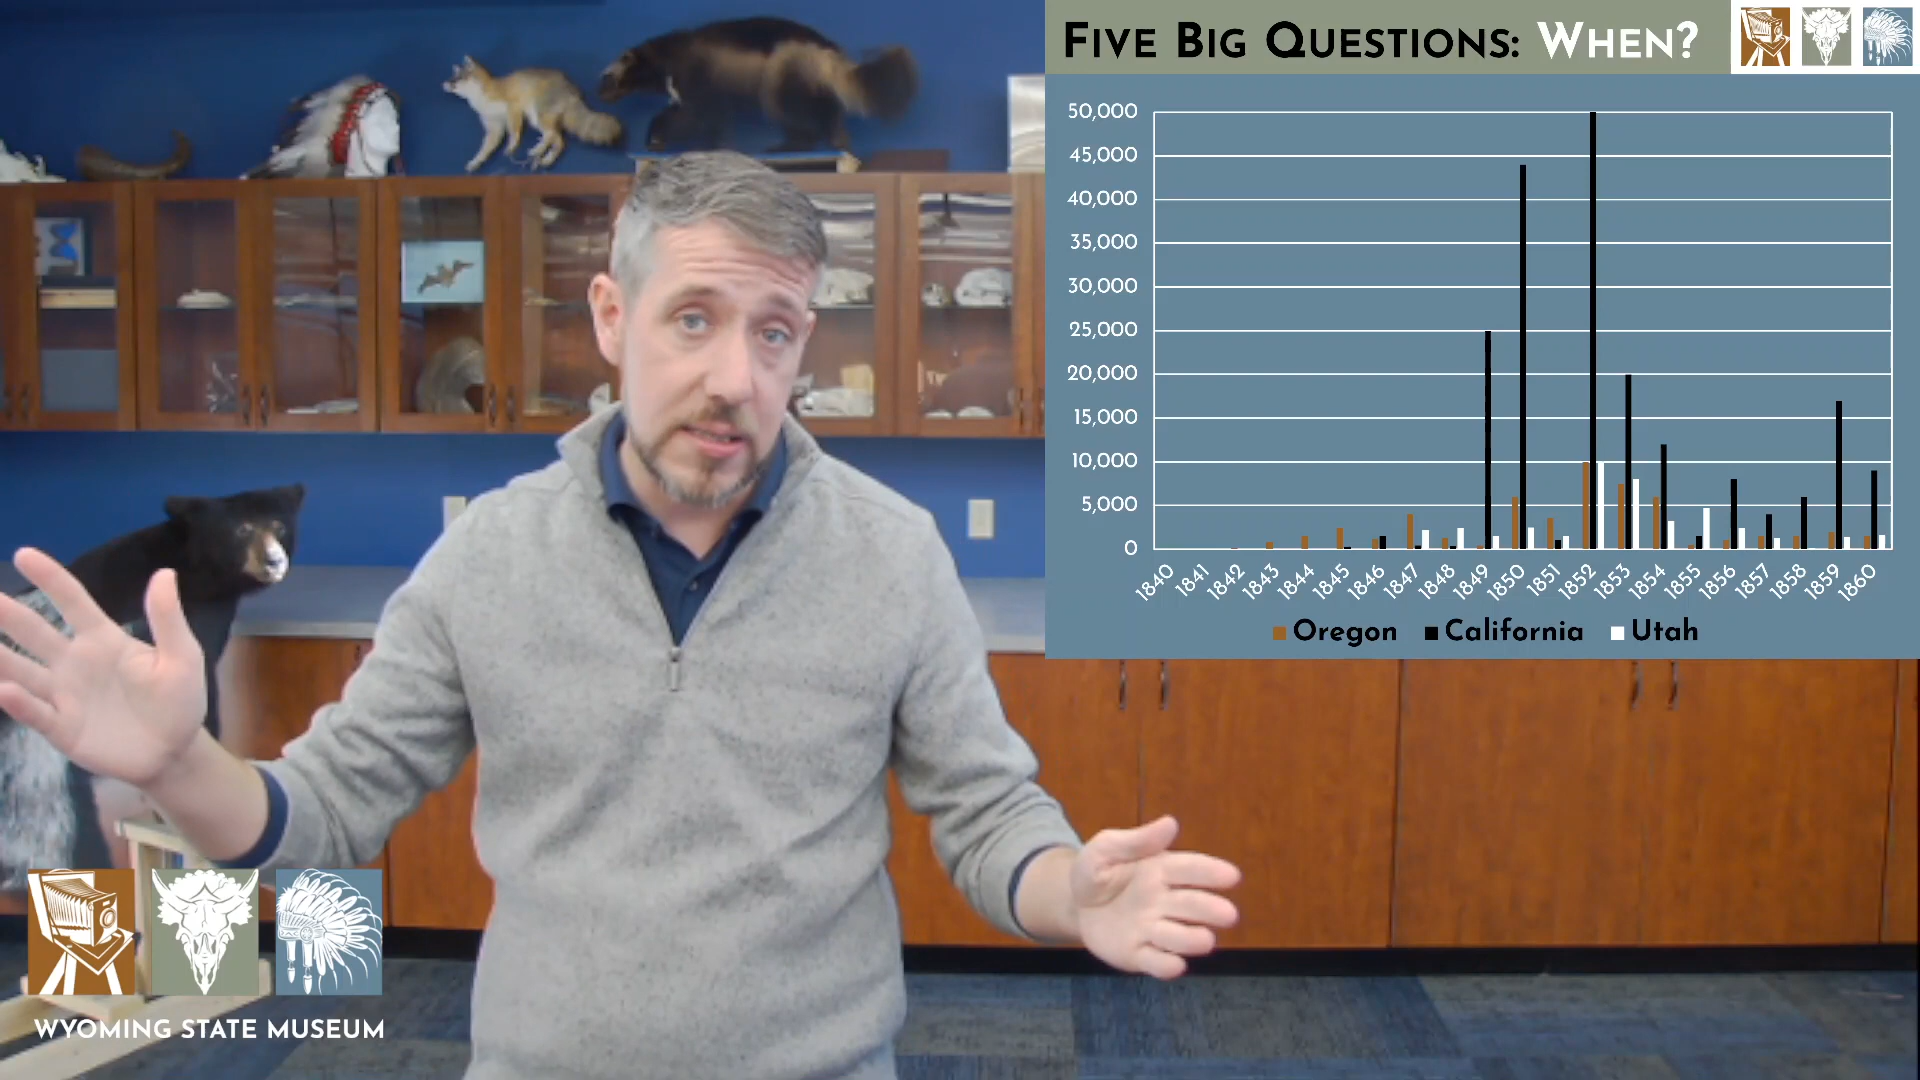 FIVE BIG QUESTIONS: WHEN?
50,000
45,000
40,000
35,000
30,000
25,000
20,000
15,000
10,000
5,000
0
1840 1841 1842 1843 1844 1845 1846 1847 1848 1849 1850 1851 1852 1853 1854 1855 1856 1857 1858 1859 1860
Oregon California Utah
WYOMING STATE MUSEUM